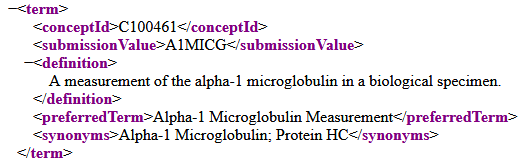 −<term>
<conceptId>C100461</conceptId>
<submissionValue>A1MICG</submissionValue>
−<definition>
A measurement of the alpha-1 microglobulin in a biological specimen.
</definition>
<preferredTerm>Alpha-1 Microglobulin Measurement</preferredTerm>
<synonyms>Alpha-1 Microglobulin; Protein HC</synonyms>
</term>